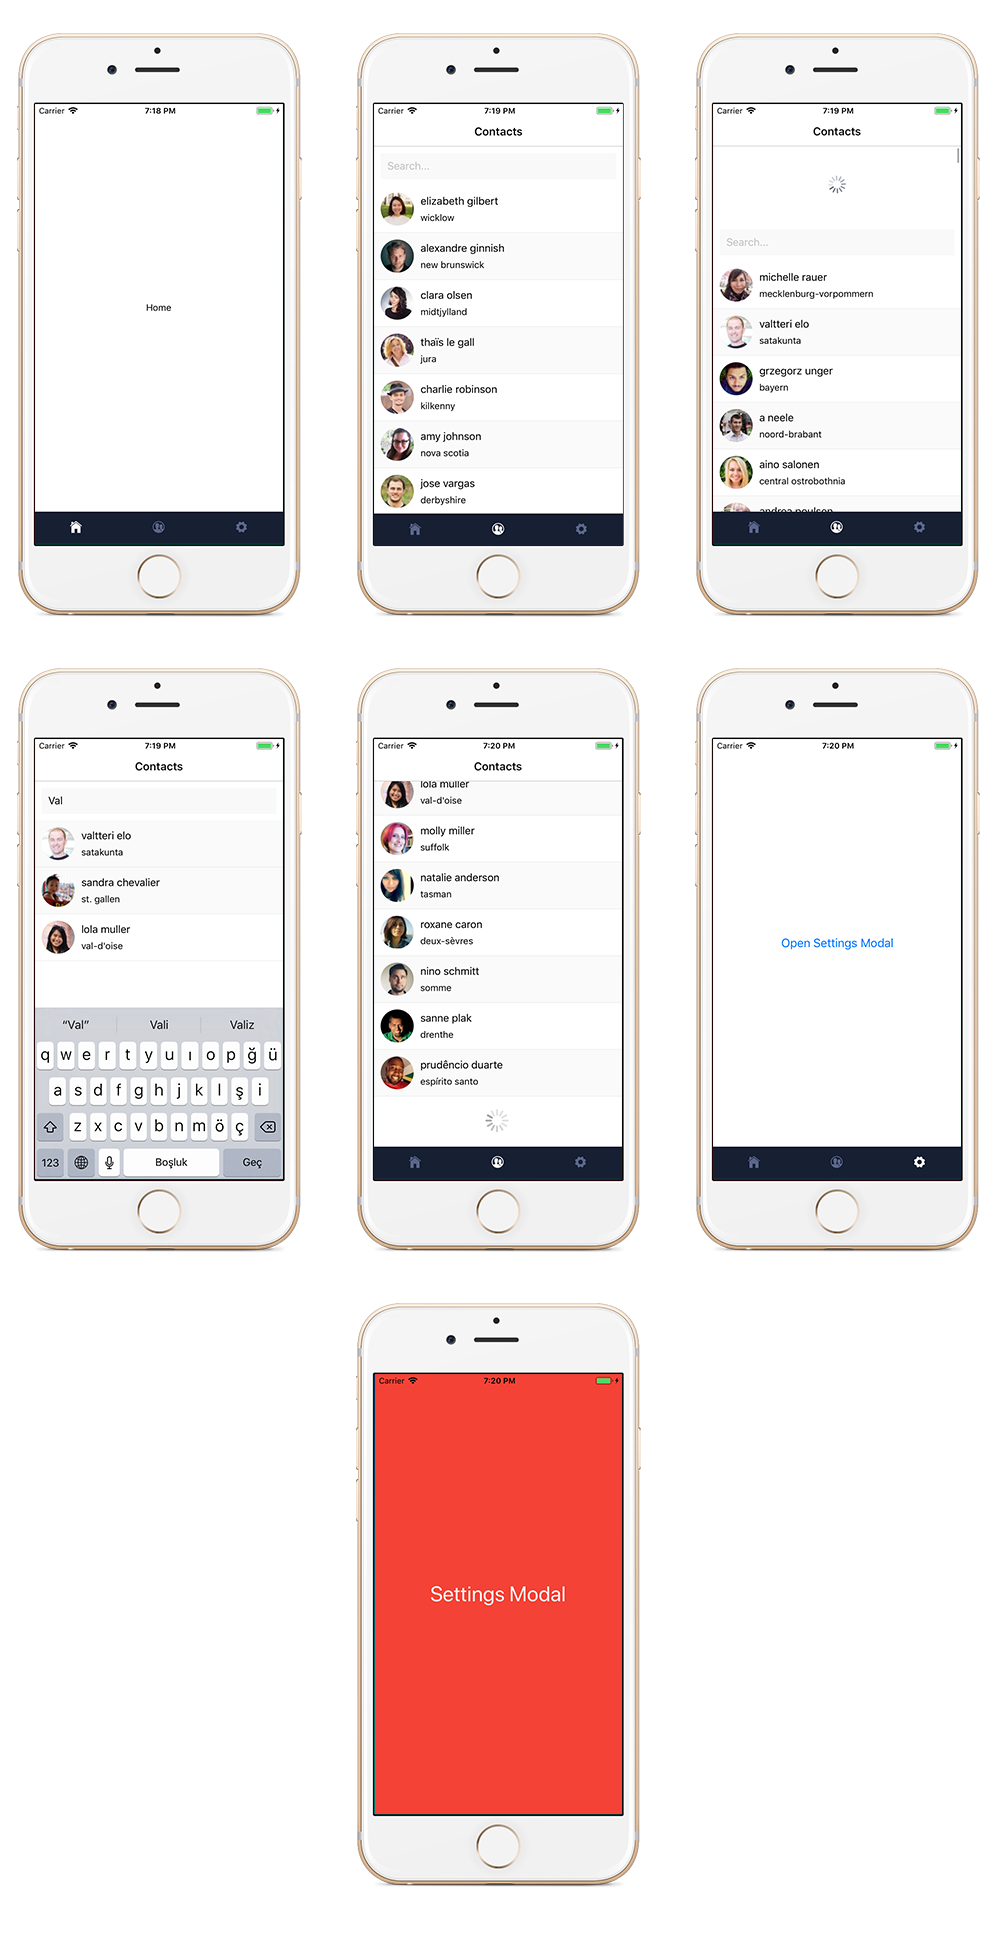 Carrier 7:18 PM
Home
Carrier 7:19 PM
Contacts
Search...
elizabeth gilbert
wicklow
alexandre ginnish
new brunswick
clara olsen
midtjylland
thaïs le gall
jura
charlie robinson
kilkenny
amy johnson
nova scotia
jose vargas
derbyshire
Carrier 7:19 PM
Contacts
Search...
michelle rauer
mecklenburg-vorpommern
valtteri elo
satakunta
grzegorz unger
bayern
a neele
noord-brabant
aino salonen
central ostrobothnia
andrea poulsen
Carrier 7:19 PM
Contacts
Val
valtteri elo
satakunta
sandra chevalier
st. gallen
lola muller
val-d'oise
“Val” Vali Valiz
q w e r t y u ı o p ğ ü
a s d f g h j k l ş i
z x c v b n m ö ç
123 Boşluk Geç
Carrier 7:20 PM
Contacts
lola muller
val-d'oise
molly miller
suffolk
natalie anderson
tasman
roxane caron
deux-sèvres
nino schmitt
somme
sanne plak
drenthe
prudêncio duarte
espírito santo
Carrier 7:20 PM
Open Settings Modal
Carrier 7:20 PM
Settings Modal